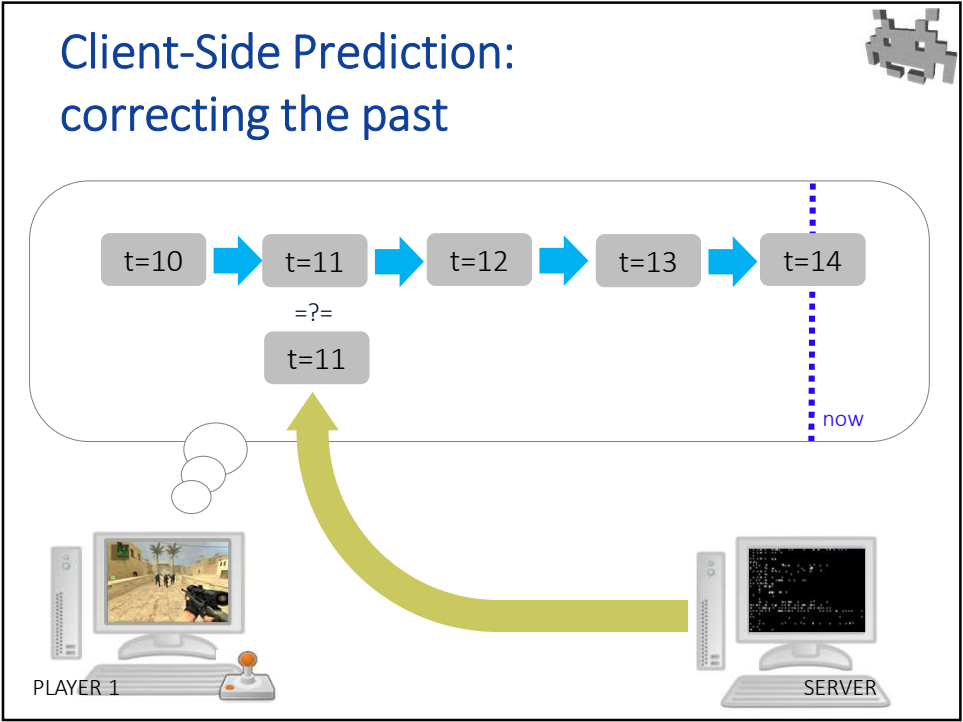 Client-Side Prediction:
correcting the past
t=10 t=11 t=12 t=13 t=14
=?=
t=11
now
PLAYER 1 SERVER